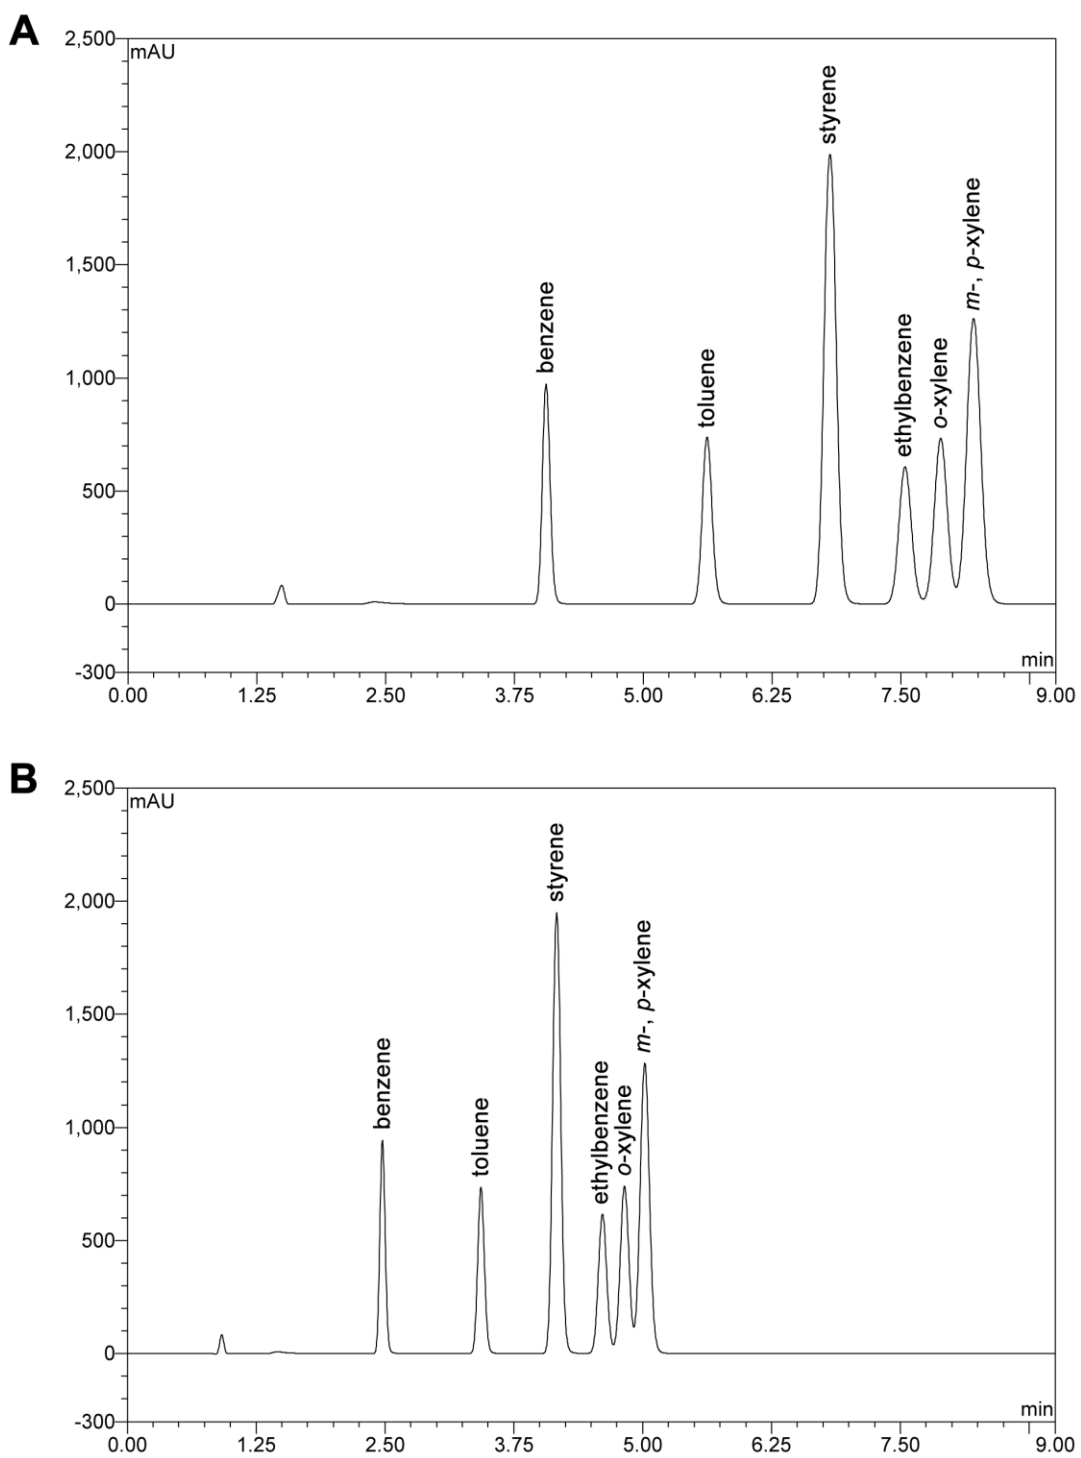 A
2,500
mAU
2,000
1,500
1,000
500
0
-300
styrene
m-, p-xylene
benzene
ethylbenzene
o-xylene
toluene
min
0.00 1.25 2.50 3.75 5.00 6.25 7.50 9.00
B
2,500
mAU
2,000
1,500
1,000
500
0
-300
styrene
m-, p-xylene
benzene
ethylbenzene
o-xylene
toluene
min
0.00 1.25 2.50 3.75 5.00 6.25 7.50 9.00